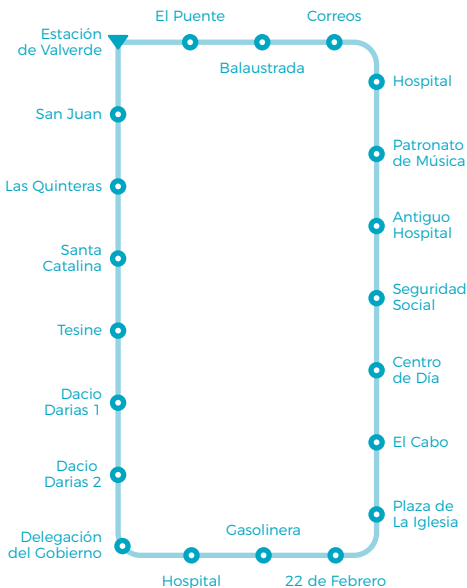 Estación
de Valverde
El Puente
Balaustrada
Correos
Hospital
Patronato
de Música
Antiguo
Hospital
Seguridad
Social
Centro
de Día
El Cabo
Plaza de
La Iglesia
22 de Febrero
Gasolinera
Hospital
Delegación
del Gobierno
Dacio
Darias 2
Dacio
Darias 1
Tesine
Santa
Catalina
Las Quinteras
San Juan